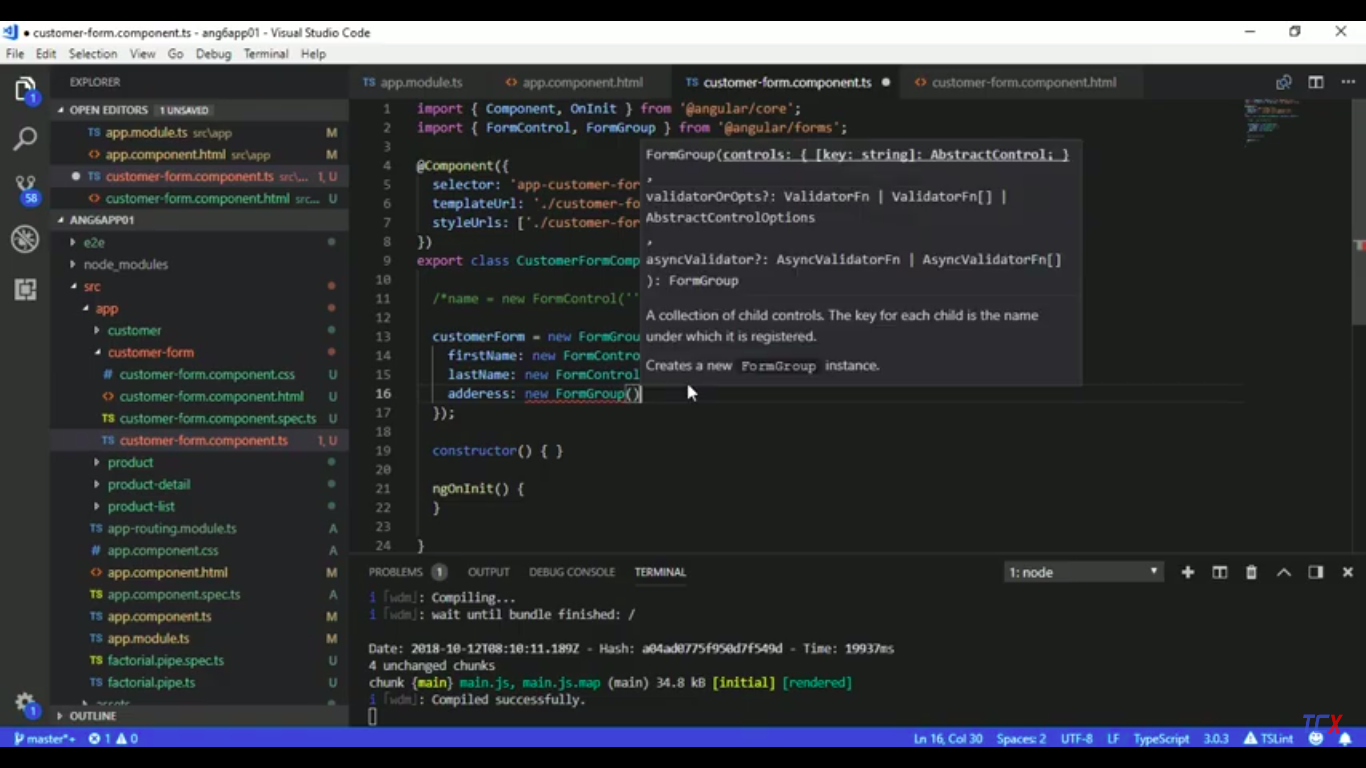 ● customer-form.component.ts - ang6app01 - Visual Studio Code
File Edit Selection View Go Debug Terminal Help
EXPLORER
OPEN EDITORS 1 UNSAVED
TS app.module.ts src\app M
<> app.component.html src\app M
● customer-form.component.ts src\... 1, U
<> customer-form.component.html src... U
ANG6APP01
e2e
node_modules
src
app
customer
customer-form
# customer-form.component.css U
<> customer-form.component.html U
TS customer-form.component.spec.ts U
TS customer-form.component.ts 1, U
product
product-detail
product-list
TS app-routing.module.ts A
# app.component.css A
<> app.component.html M
TS app.component.spec.ts A
TS app.component.ts M
TS app.module.ts M
TS factorial.pipe.spec.ts U
TS factorial.pipe.ts U
OUTLINE
1
58
1
TS app.module.ts <> app.component.html TS customer-form.component.ts ● <> customer-form.component.html
1 import { Component, OnInit } from '@angular/core';
2 import { FormControl, FormGroup } from '@angular/forms';
3
4 @Component({
5 selector: 'app-customer-for
6 templateUrl: './customer-fo
7 styleUrls: ['./customer-for
8 })
9 export class CustomerFormComp
10
11 /*name = new FormControl(''
12
13 customerForm = new FormGrou
14 firstName: new FormContro
15 lastName: new FormControl
16 adderess: new FormGroup()
17 });
18
19 constructor() { }
20
21 ngOnInit() {
22 }
23
24 }
FormGroup(controls: { [key: string]: AbstractControl; }
,
validatorOrOpts?: ValidatorFn | ValidatorFn[] |
AbstractControlOptions
,
asyncValidator?: AsyncValidatorFn | AsyncValidatorFn[]
): FormGroup
A collection of child controls. The key for each child is the name
under which it is registered.
Creates a new FormGroup instance.
PROBLEMS 1 OUTPUT DEBUG CONSOLE TERMINAL 1: node
i ｢wdm｣: Compiling...
i ｢wdm｣: wait until bundle finished: /
Date: 2018-10-12T08:10:11.189Z - Hash: a04ad0775f950d7f549d - Time: 19937ms
4 unchanged chunks
chunk {main} main.js, main.js.map (main) 34.8 kB [initial] [rendered]
i ｢wdm｣: Compiled successfully.
TCX
master*+ 1 0 Ln 16, Col 30 Spaces: 2 UTF-8 LF TypeScript 3.0.3 TSLint